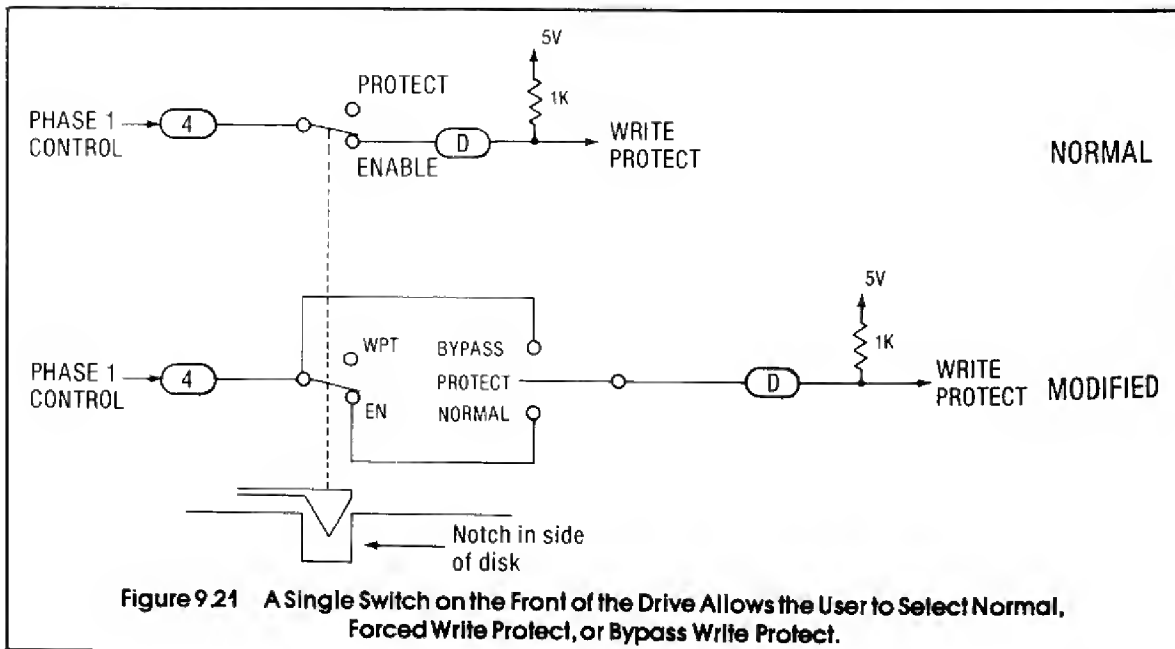 5V
PROTECT
1K
PHASE 1
CONTROL
4
ENABLE
D
WRITE
PROTECT
NORMAL
5V
WPT
BYPASS
1K
PHASE 1
CONTROL
4
PROTECT
EN
NORMAL
D
WRITE
PROTECT
MODIFIED
Notch in side
of disk
Figure 9.21 A Single Switch on the Front of the Drive Allows the User to Select Normal,
Forced Write Protect, or Bypass Write Protect.